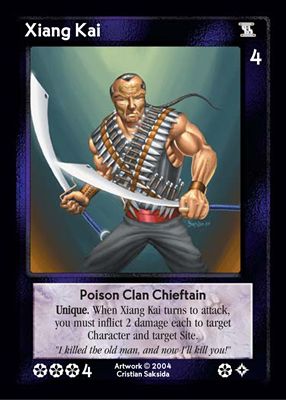 Xiang Kai
4
Poison Clan Chieftain
Unique. When Xiang Kai turns to attack,
you must inflict 2 damage each to target
Character and target Site.
"I killed the old man, and now I'll kill you!"
4
Artwork © 2004
Cristian Saksida